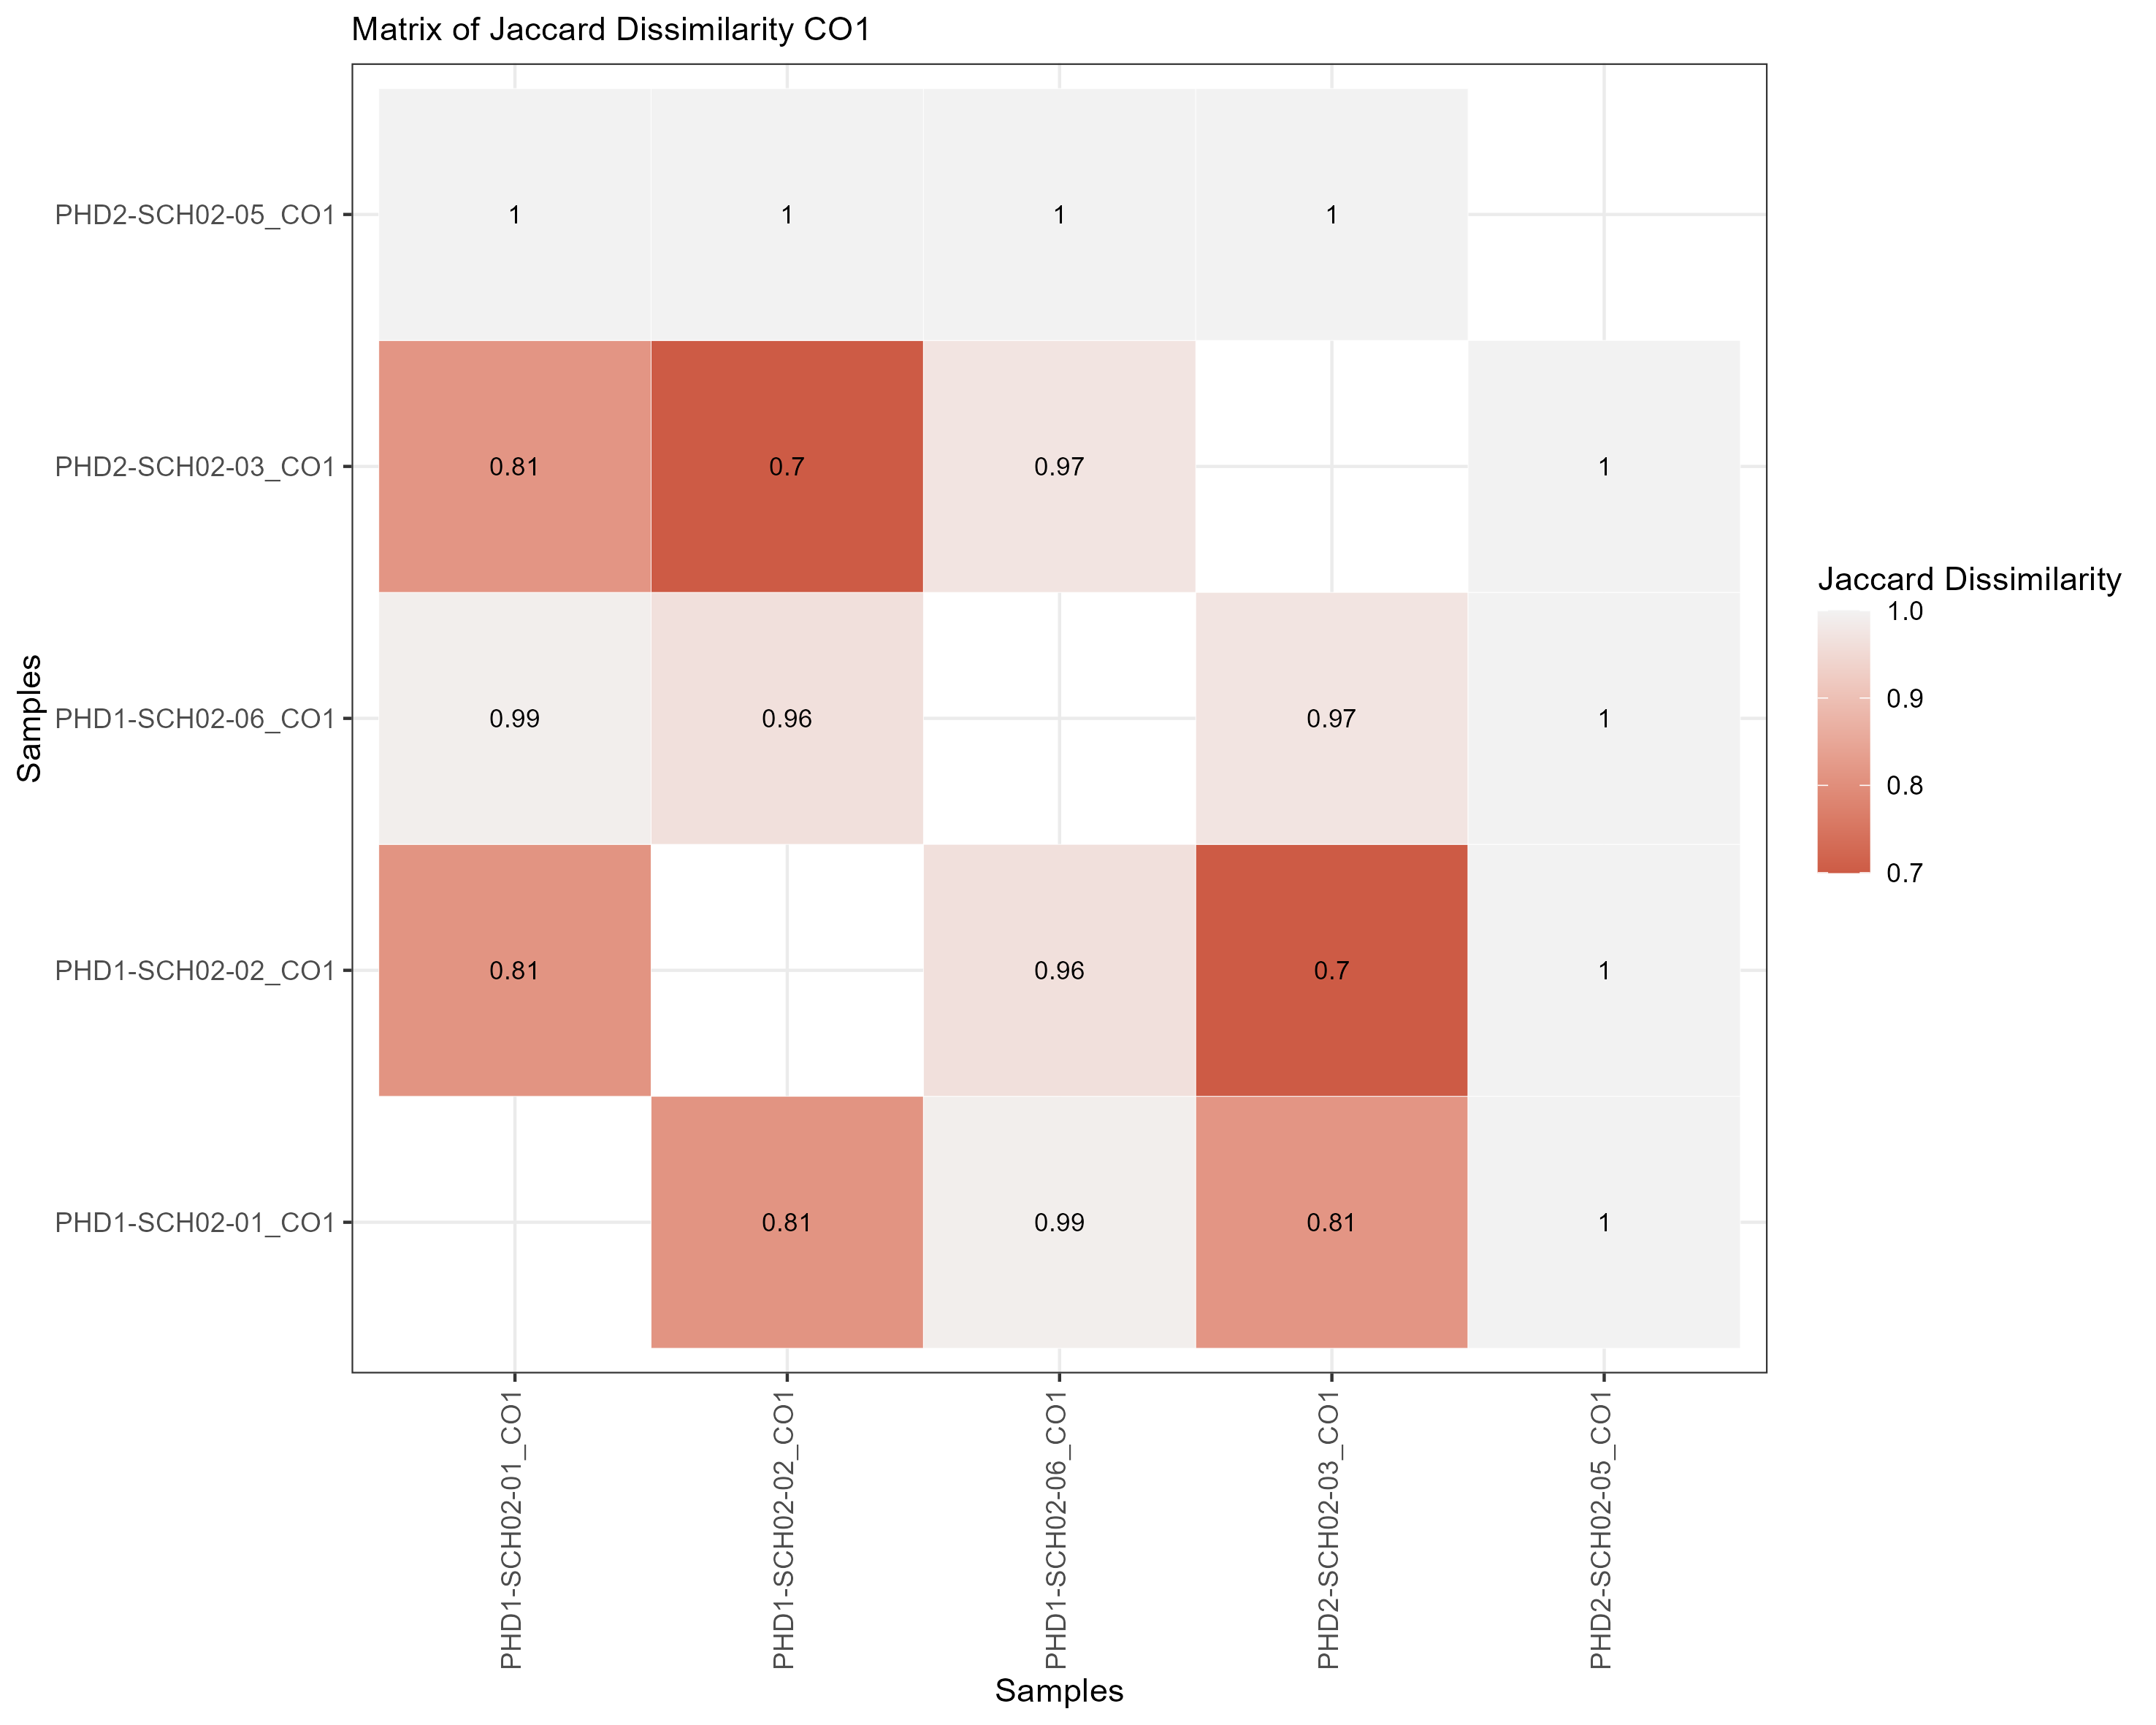 Matrix of Jaccard Dissimilarity CO1
PHD2-SCH02-05_CO1
1
1
1
1
PHD2-SCH02-03_CO1
0.81
0.7
0.97
1
PHD1-SCH02-06_CO1
0.99
0.96
0.97
1
PHD1-SCH02-02_CO1
0.81
0.96
0.7
1
PHD1-SCH02-01_CO1
0.81
0.99
0.81
1
Samples
PHD1-SCH02-01_CO1
PHD1-SCH02-02_CO1
PHD1-SCH02-06_CO1
PHD2-SCH02-03_CO1
PHD2-SCH02-05_CO1
Samples
Jaccard Dissimilarity
1.0
0.9
0.8
0.7